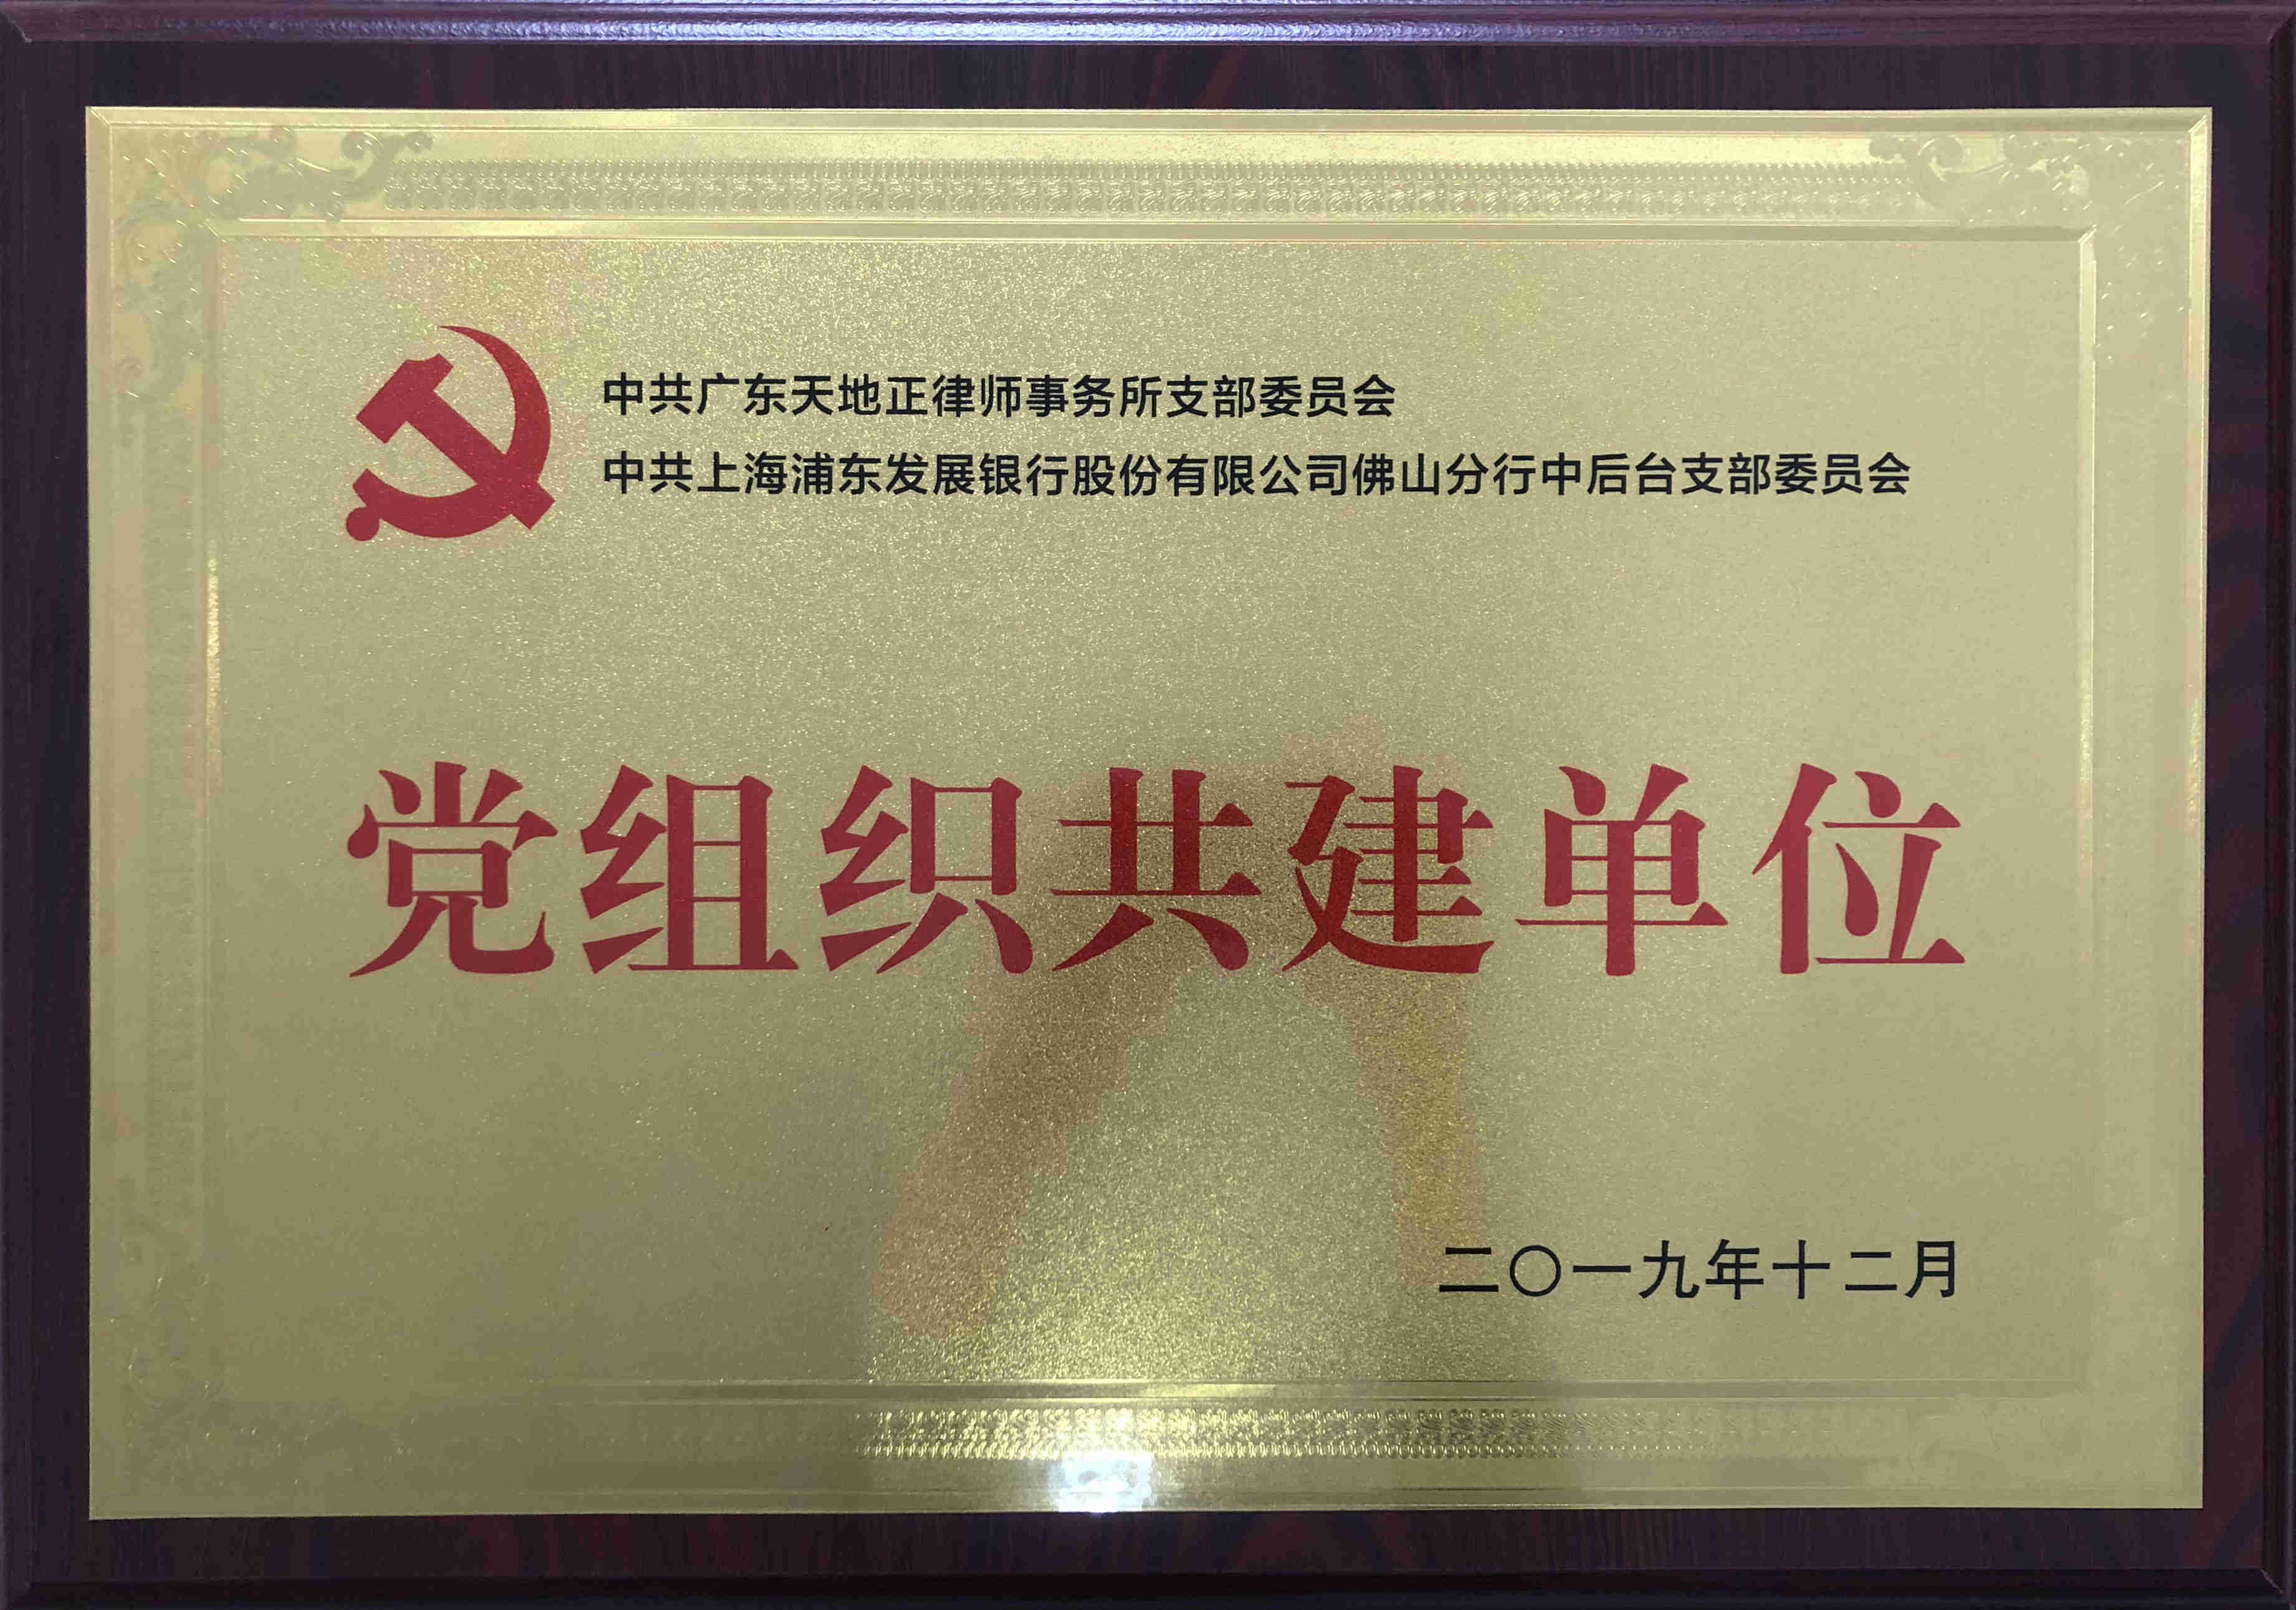 中共广东天地正律师事务所支部委员会
中共上海浦东发展银行股份有限公司佛山分行中后台支部委员会
党组织共建单位
二〇一九年十二月